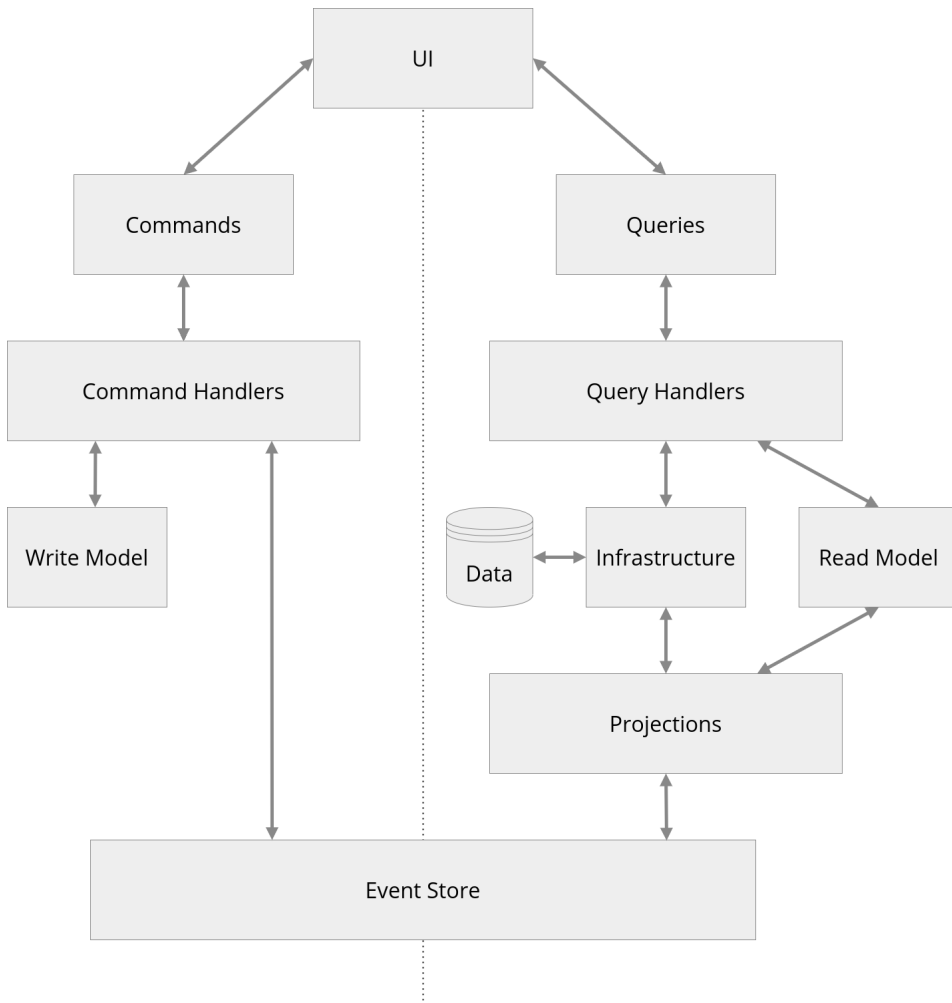 UI
Commands
Queries
Command Handlers
Query Handlers
Write Model
Data
Infrastructure
Read Model
Projections
Event Store